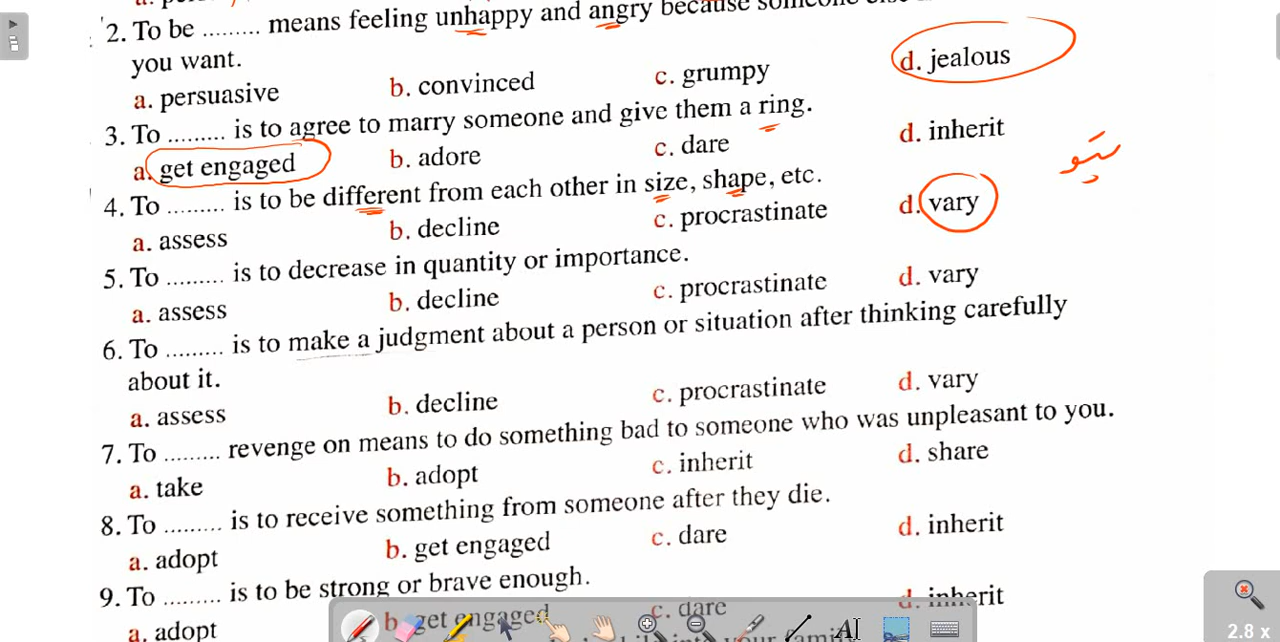 2. To be ......... means feeling unhappy and angry because
you want.
a. persuasive b. convinced c. grumpy d. jealous
3. To ......... is to agree to marry someone and give them a ring.
a. get engaged b. adore c. dare d. inherit
4. To ......... is to be different from each other in size, shape, etc.
a. assess b. decline c. procrastinate d. vary
5. To ......... is to decrease in quantity or importance.
a. assess b. decline c. procrastinate d. vary
6. To ......... is to make a judgment about a person or situation after thinking carefully
about it.
a. assess b. decline c. procrastinate d. vary
7. To ......... revenge on means to do something bad to someone who was unpleasant to you.
a. take b. adopt c. inherit d. share
8. To ......... is to receive something from someone after they die.
a. adopt b. get engaged c. dare d. inherit
9. To ......... is to be strong or brave enough.
a. adopt b. get engaged c. dare d. inherit
2.8 x